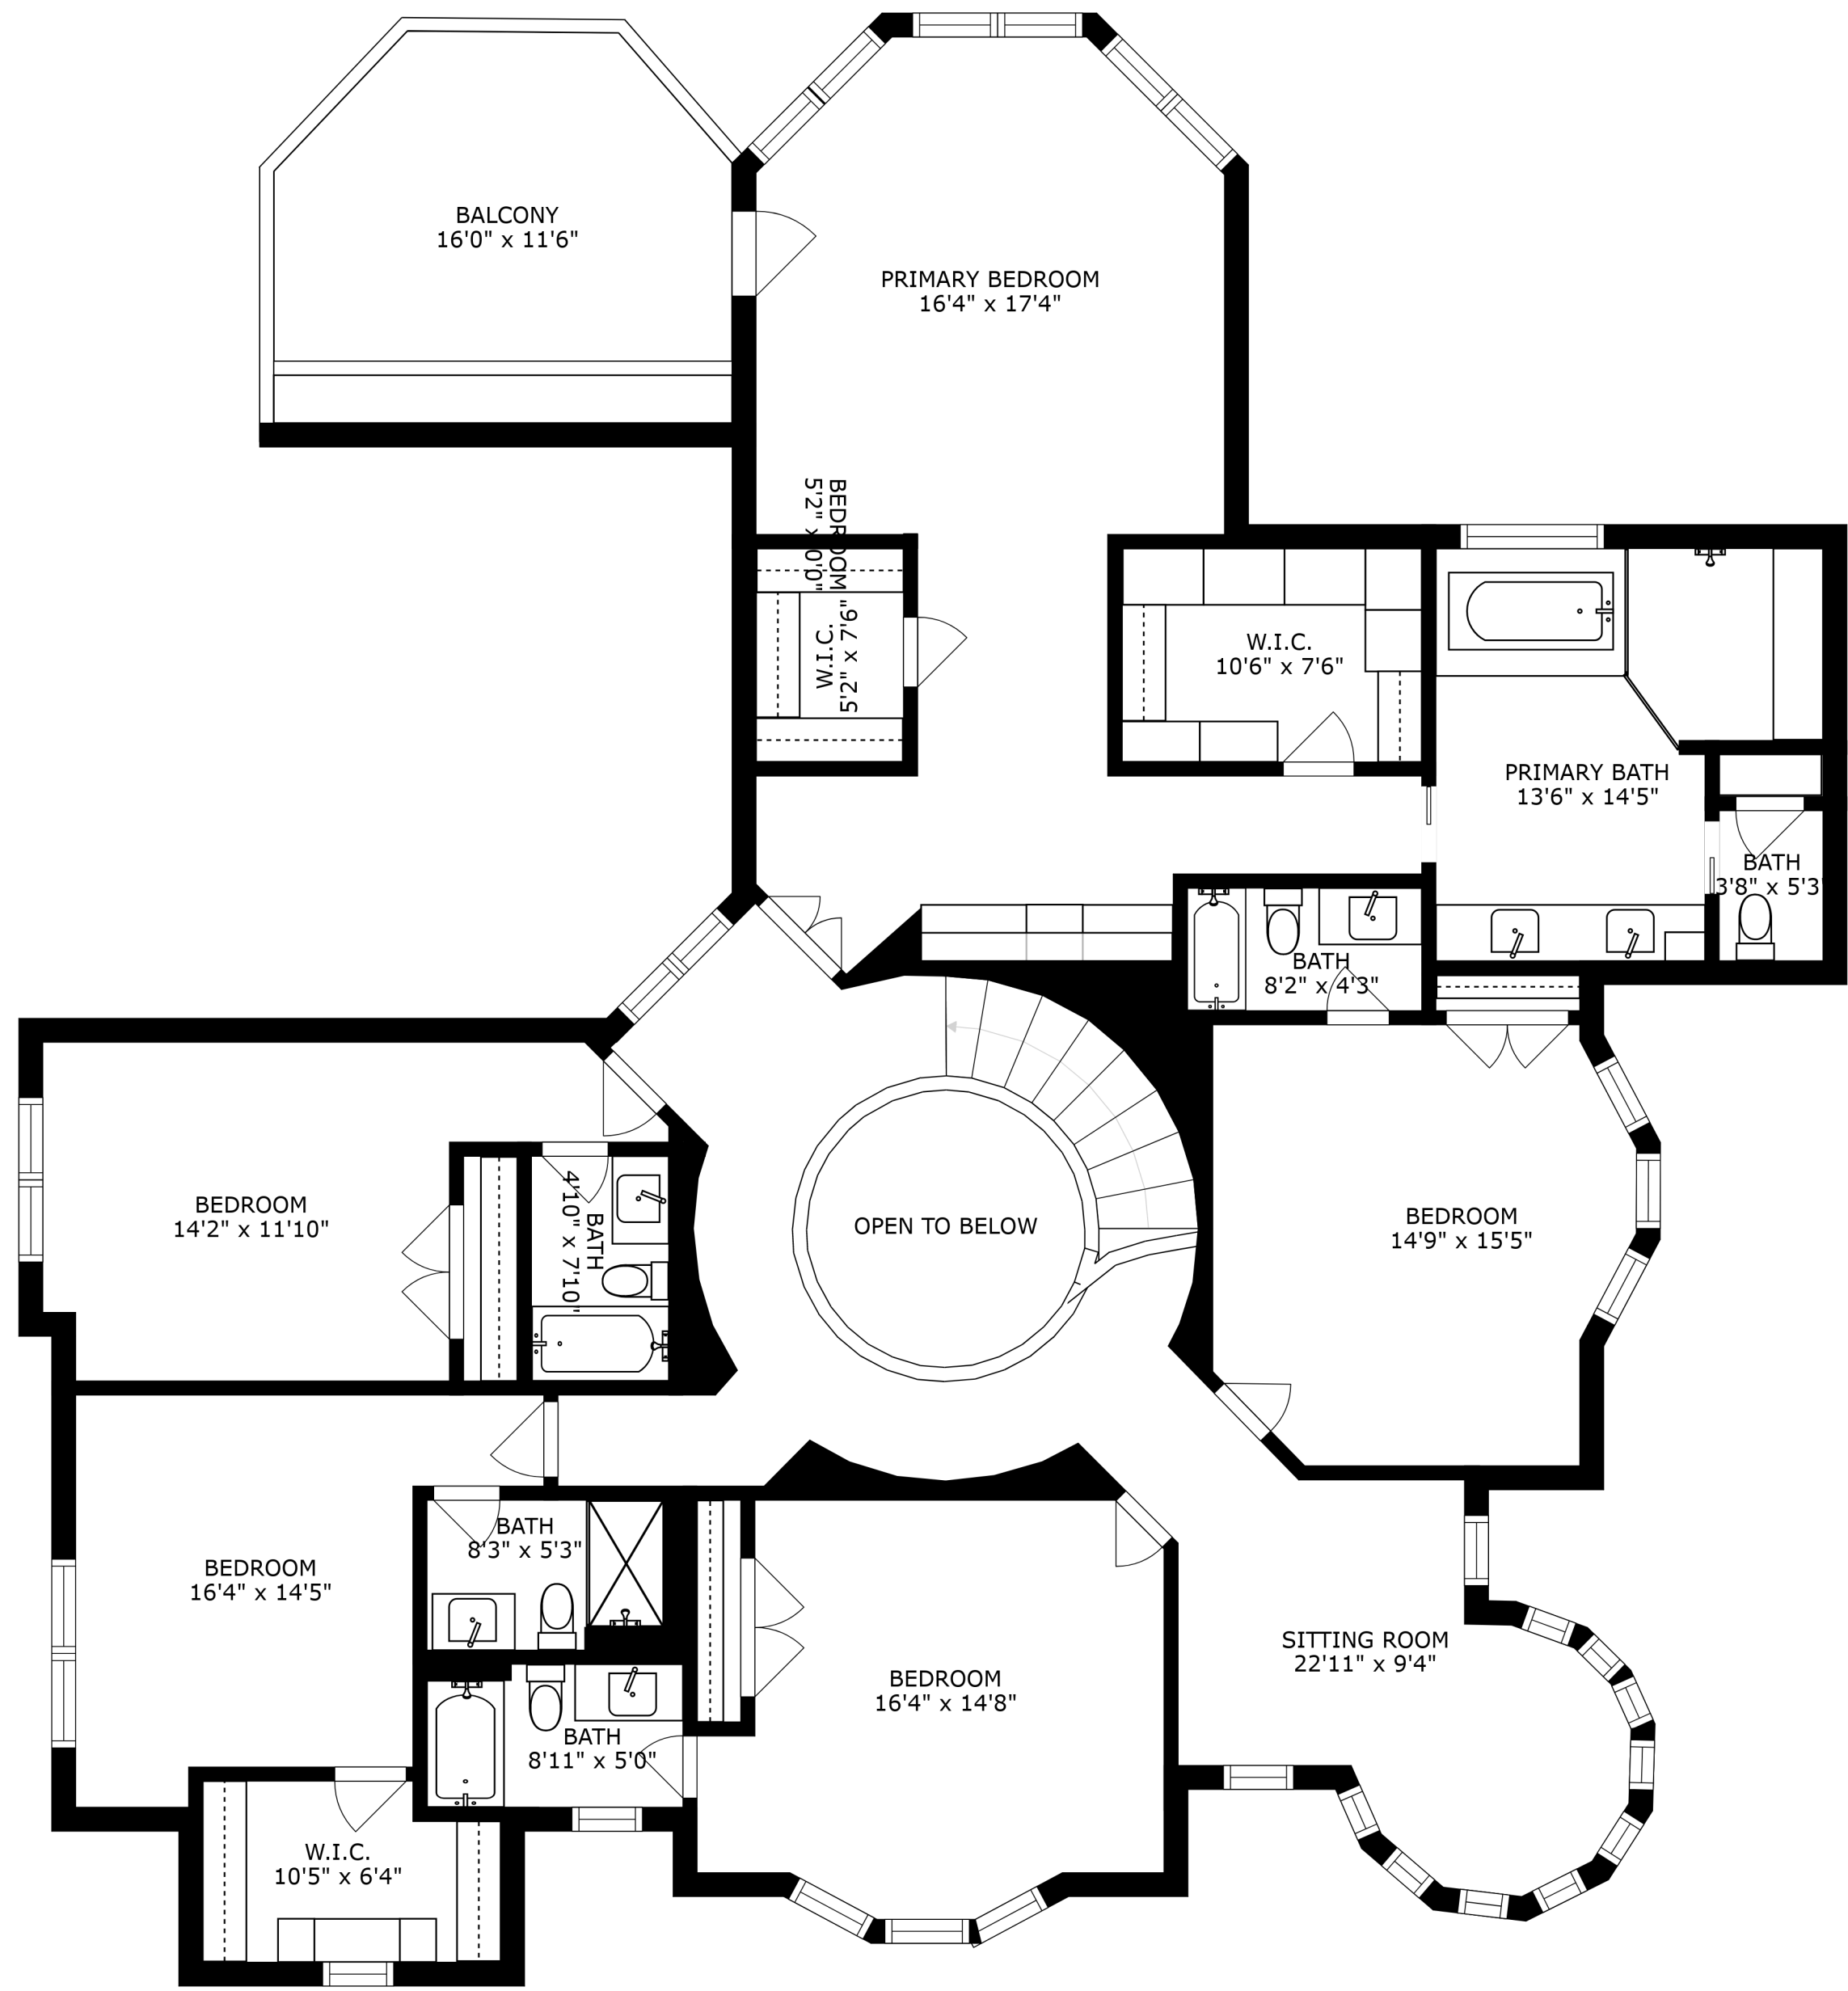 BALCONY
16'0" x 11'6"
PRIMARY BEDROOM
16'4" x 17'4"
BEDROOM
5'2" x 0'0"
W.I.C.
5'2" x 7'6"
W.I.C.
10'6" x 7'6"
PRIMARY BATH
13'6" x 14'5"
BATH
3'8" x 5'3"
BATH
8'2" x 4'3"
BEDROOM
14'2" x 11'10"
BATH
4'10" x 7'10"
OPEN TO BELOW
BEDROOM
14'9" x 15'5"
BATH
8'3" x 5'3"
BEDROOM
16'4" x 14'5"
SITTING ROOM
22'11" x 9'4"
BEDROOM
16'4" x 14'8"
BATH
8'11" x 5'0"
W.I.C.
10'5" x 6'4"